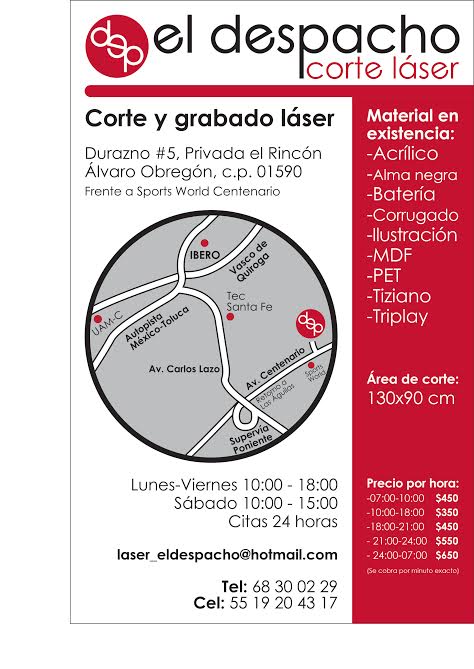 dep
el despacho
corte láser
Corte y grabado láser
Durazno #5, Privada el Rincón
Álvaro Obregón, c.p. 01590
Frente a Sports World Centenario
IBERO
Vasco de
Quiroga
UAM-C
Autopista
México-Toluca
Tec
Santa Fe
dep
Av. Carlos Lazo
Av. Centenario
Sports
World
Retorno a
Las Aguilas
Supervía
Poniente
Lunes-Viernes 10:00 - 18:00
Sábado 10:00 - 15:00
Citas 24 horas
laser_eldespacho@hotmail.com
Tel: 68 30 02 29
Cel: 55 19 20 43 17
Material en
existencia:
-Acrílico
-Alma negra
-Batería
-Corrugado
-Ilustración
-MDF
-PET
-Tiziano
-Triplay
Área de corte:
130x90 cm
Precio por hora:
-07:00-10:00 $450
-10:00-18:00 $350
-18:00-21:00 $450
- 21:00-24:00 $550
- 24:00-07:00 $650
(Se cobra por minuto exacto)